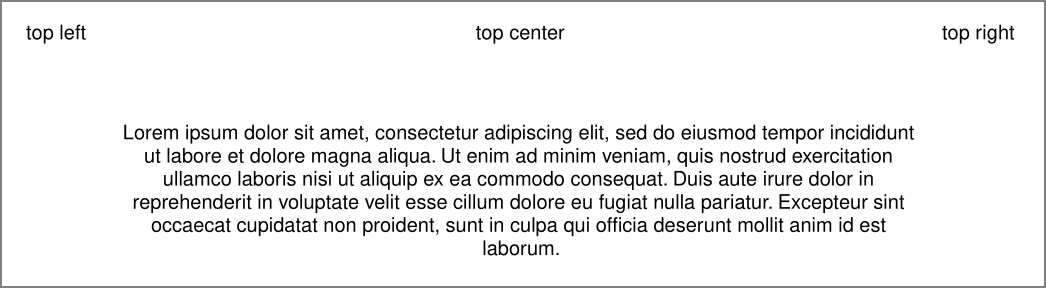 top left top center top right
Lorem ipsum dolor sit amet, consectetur adipiscing elit, sed do eiusmod tempor incididunt
ut labore et dolore magna aliqua. Ut enim ad minim veniam, quis nostrud exercitation
ullamco laboris nisi ut aliquip ex ea commodo consequat. Duis aute irure dolor in
reprehenderit in voluptate velit esse cillum dolore eu fugiat nulla pariatur. Excepteur sint
occaecat cupidatat non proident, sunt in culpa qui officia deserunt mollit anim id est
laborum.